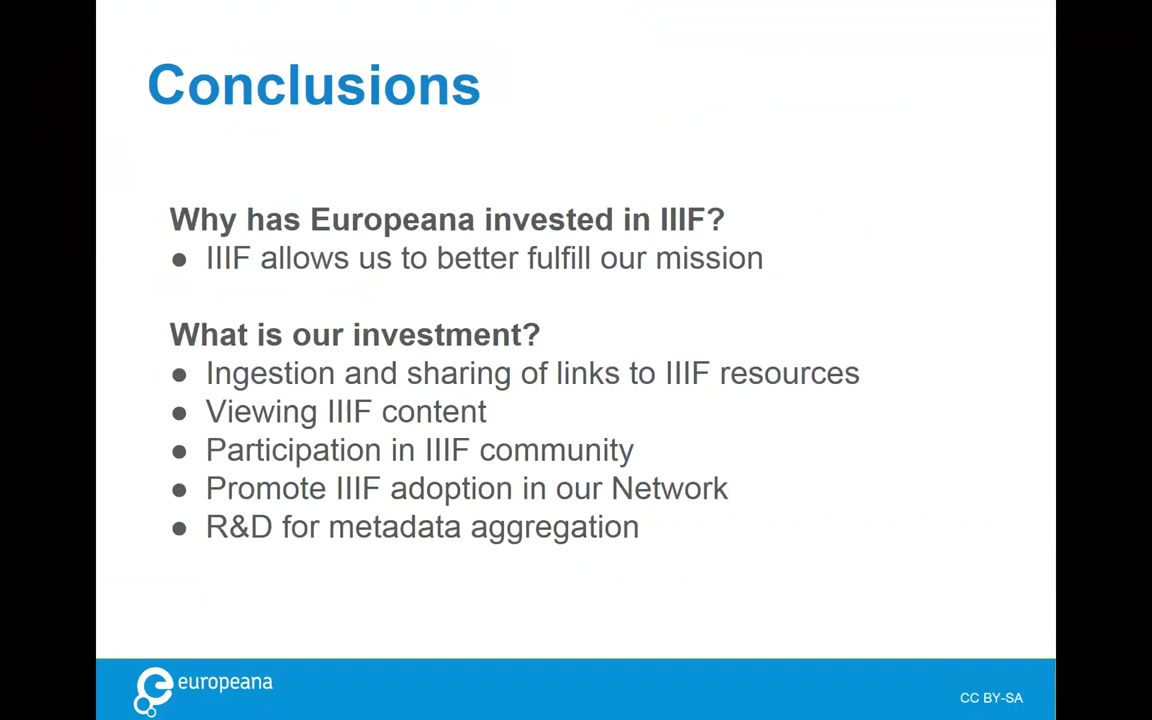 Conclusions
Why has Europeana invested in IIIF?
● IIIF allows us to better fulfill our mission
What is our investment?
● Ingestion and sharing of links to IIIF resources
● Viewing IIIF content
● Participation in IIIF community
● Promote IIIF adoption in our Network
● R&D for metadata aggregation
europeana
CC BY-SA